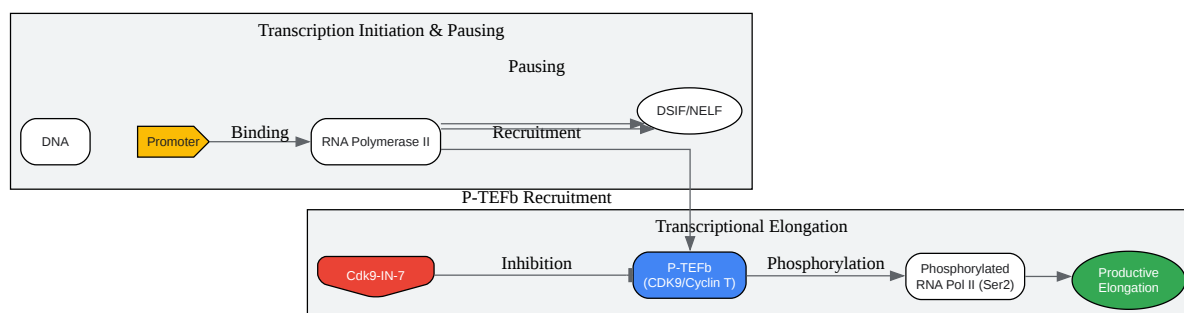 Transcription Initiation & Pausing
Pausing
DSIF/NELF
DNA
Promoter
Binding
RNA Polymerase II
Recruitment
P-TEFb Recruitment
Transcriptional Elongation
Cdk9-IN-7
Inhibition
P-TEFb
(CDK9/Cyclin T)
Phosphorylation
Phosphorylated
RNA Pol II (Ser2)
Productive
Elongation